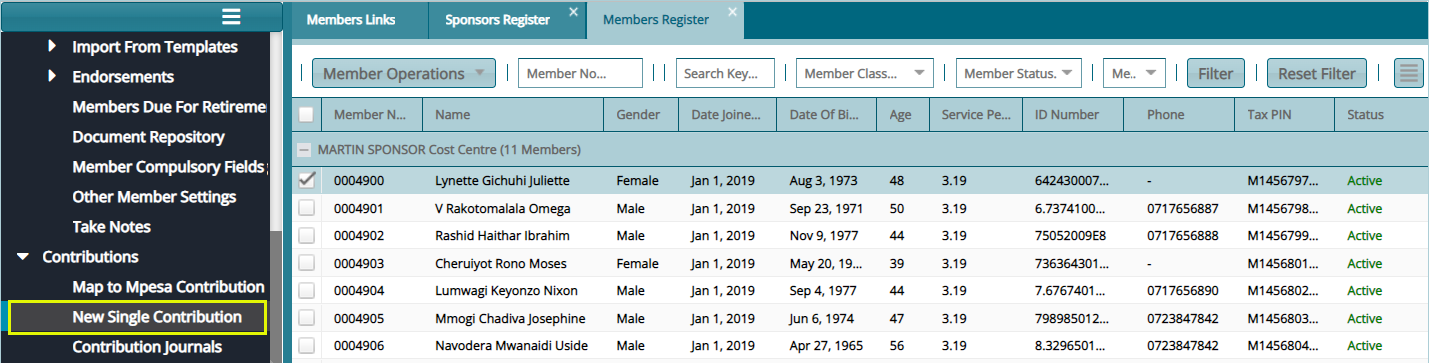 Members Links Sponsors Register Members Register
Import From Templates
Endorsements
Members Due For Retireme
Document Repository
Member Compulsory Fields
Other Member Settings
Take Notes
Contributions
Map to Mpesa Contribution
New Single Contribution
Contribution Journals
Member Operations Member No... Search Key... Member Class... Member Status. Me.. Filter Reset Filter
Member N... Name Gender Date Joine... Date Of Bi... Age Service Pe... ID Number Phone Tax PIN Status
MARTIN SPONSOR Cost Centre (11 Members)
0004900 Lynette Gichuhi Juliette Female Jan 1, 2019 Aug 3, 1973 48 3.19 642430007... - M1456797... Active
0004901 V Rakotomalala Omega Male Jan 1, 2019 Sep 23, 1971 50 3.19 6.7374100... 0717656887 M1456798... Active
0004902 Rashid Haithar Ibrahim Male Jan 1, 2019 Nov 9, 1977 44 3.19 75052009E8 0717656888 M1456799... Active
0004903 Cheruiyot Rono Moses Female Jan 1, 2019 May 20, 19... 39 3.19 736364301... - M1456801... Active
0004904 Lumwagi Keyonzo Nixon Male Jan 1, 2019 Sep 4, 1977 44 3.19 7.6767401... 0717656890 M1456802... Active
0004905 Mmogi Chadiva Josephine Male Jan 1, 2019 Jun 6, 1974 47 3.19 798985012... 0723847842 M1456803... Active
0004906 Navodera Mwanaidi Uside Male Jan 1, 2019 Apr 27, 1965 56 3.19 8.3296501... 0723847842 M1456804... Active